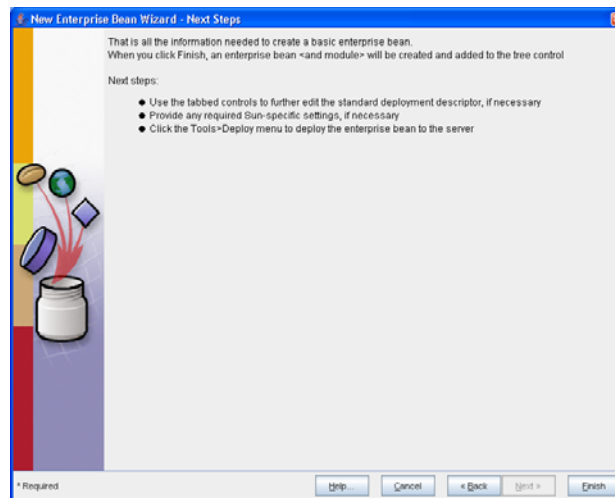 New Enterprise Bean Wizard - Next Steps
That is all the information needed to create a basic enterprise bean.
When you click Finish, an enterprise bean <and module> will be created and added to the tree control
Next steps:
● Use the tabbed controls to further edit the standard deployment descriptor, if necessary
● Provide any required Sun-specific settings, if necessary
● Click the Tools>Deploy menu to deploy the enterprise bean to the server
* Required
Help...
Cancel
< Back
Next >
Finish